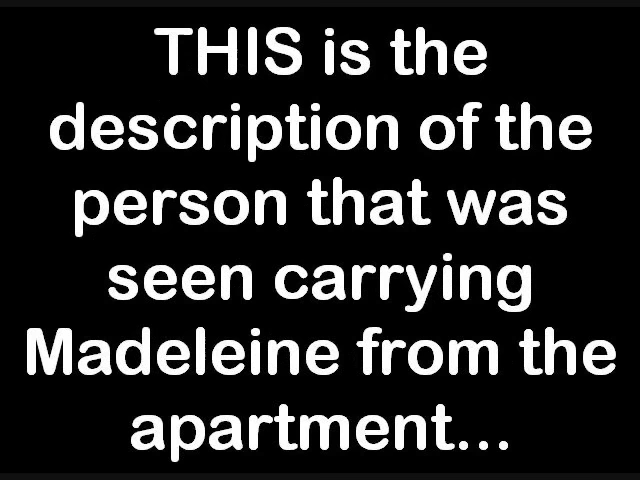 THIS is the
description of the
person that was
seen carrying
Madeleine from the
apartment...